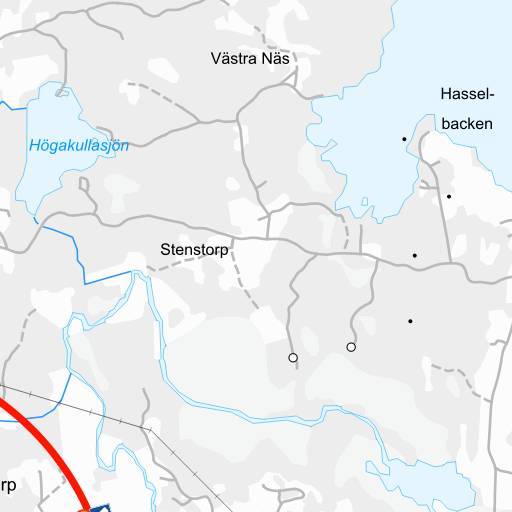 Västra Näs
Hassel-
backen
Högakullasjön
Stenstorp
rp